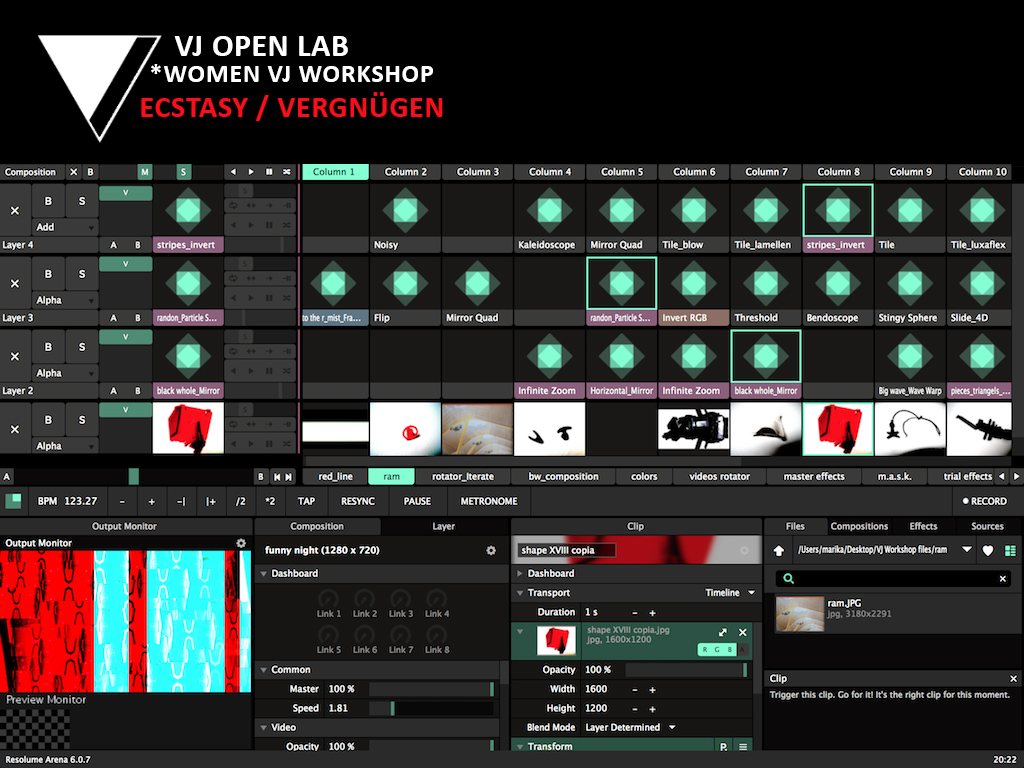 VJ OPEN LAB
*WOMEN VJ WORKSHOP
ECSTASY / VERGNÜGEN
Composition X B M S Column 1 Column 2 Column 3 Column 4 Column 5 Column 6 Column 7 Column 8 Column 9 Column 10
B S V S
Add
Layer 4 A B stripes_invert Noisy Kaleidoscope Mirror Quad Tile_blow Tile_lamellen stripes_invert Tile Tile_luxaflex
B S V S
Alpha
Layer 3 A B randon_Particle S... to the r_mist_Fra... Flip Mirror Quad randon_Particle S... Invert RGB Threshold Bendoscope Stingy Sphere Slide_4D
B S V S
Alpha
Layer 2 A B black whole_Mirror Infinite Zoom Horizontal_Mirror Infinite Zoom black whole_Mirror Big wave_Wave Warp pieces_triangels_...
B S V S
Alpha
A B red_line ram rotator_Iterate bw_composition colors videos rotator master effects m.a.s.k. trial effects
BPM 123.27 - + -| |+ /2 *2 TAP RESYNC PAUSE METRONOME RECORD
Output Monitor Composition Layer Clip Files Compositions Effects Sources
Output Monitor
funny night (1280 x 720)
Dashboard
Link 1 Link 2 Link 3 Link 4
Link 5 Link 6 Link 7 Link 8
Common
Master 100 %
Speed 1.81
Video
Opacity 100 %
Preview Monitor
shape XVIII copia
Dashboard
Transport Timeline
Duration 1 s - +
shape XVIII copia.jpg
jpg, 1600x1200
R G B A
Opacity 100 %
Width 1600 - +
Height 1200 - +
Blend Mode Layer Determined
Transform P.
/Users/marika/Desktop/VJ Workshop files/ram
ram.JPG
jpg, 3180x2291
Clip
Trigger this clip. Go for it! It's the right clip for this moment.
Resolume Arena 6.0.7 20:22